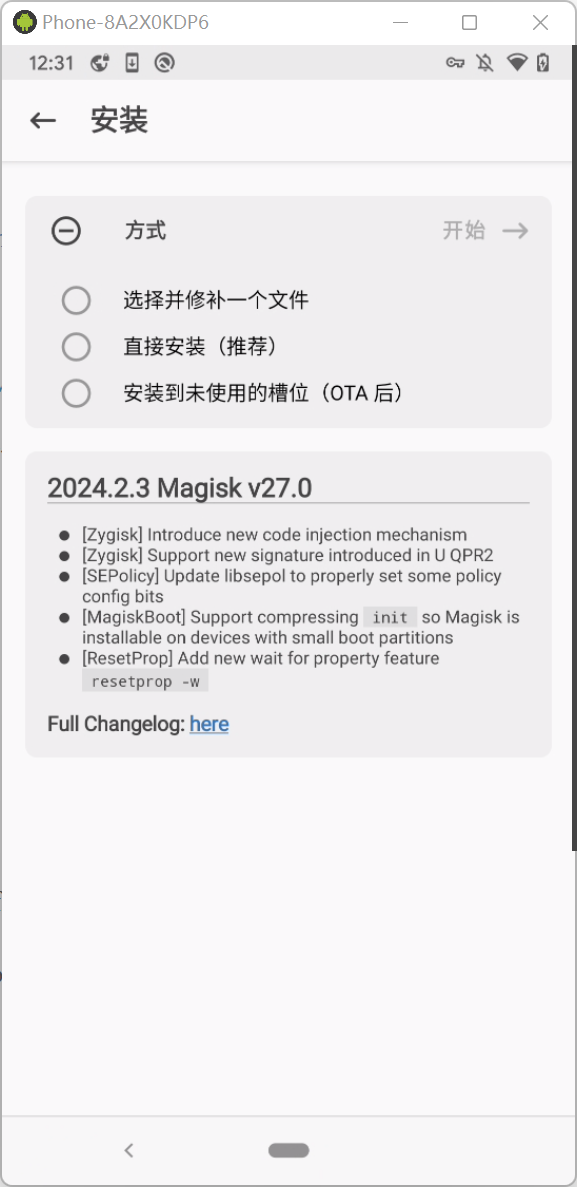 Phone-8A2X0KDP6
12:31
安装
方式
开始
选择并修补一个文件
直接安装（推荐）
安装到未使用的槽位（OTA 后）
2024.2.3 Magisk v27.0
[Zygisk] Introduce new code injection mechanism
[Zygisk] Support new signature introduced in U QPR2
[SEPolicy] Update libsepol to properly set some policy
config bits
[MagiskBoot] Support compressing init so Magisk is
installable on devices with small boot partitions
[ResetProp] Add new wait for property feature
resetprop -w
Full Changelog: here